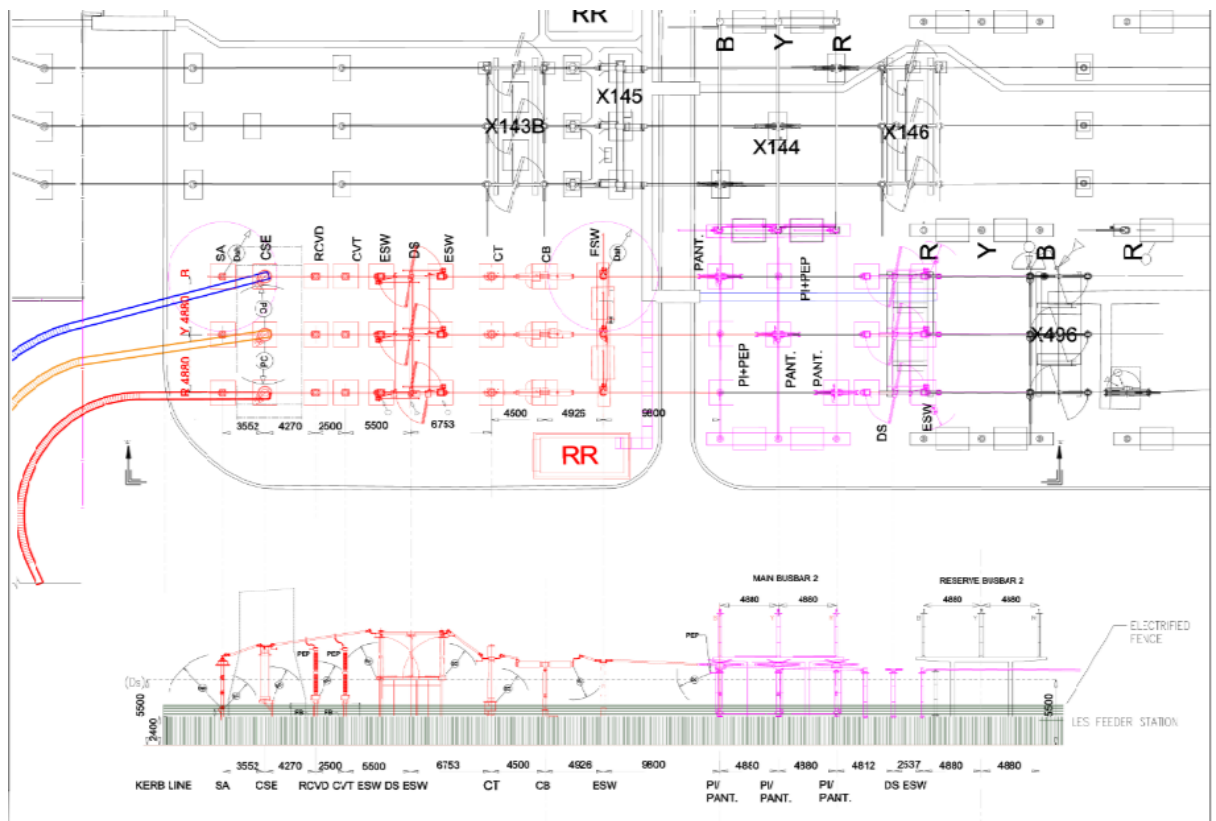 RR
B
Y
R
X145
X143B
X144
X146
SA
CSE
RCVD
CVT
ESW
DS
ESW
CT
CB
ESW
PANT.
PI+PEP
R
Y
B
R
R
Y 4880
R 4880
PC
PC
X496
PI+PEP
PANT.
PANT.
DS
ESW
3552 4270 2500 5500 6753
4500 4925 9800
RR
MAIN BUSBAR 2
RESERVE BUSBAR 2
4880 4880
4880 4880
ELECTRIFIED
FENCE
PEP
PEP
PEP
5500
2400
5500
LES FEEDER STATION
3552 4270 2500 5500 6753 4500 4926 9800 4880 4880 4812 2537 4880 4880
KERB LINE SA CSE RCVD CVT ESW DS ESW CT CB ESW PI/ PI/ PI/ DS ESW
PANT. PANT. PANT.